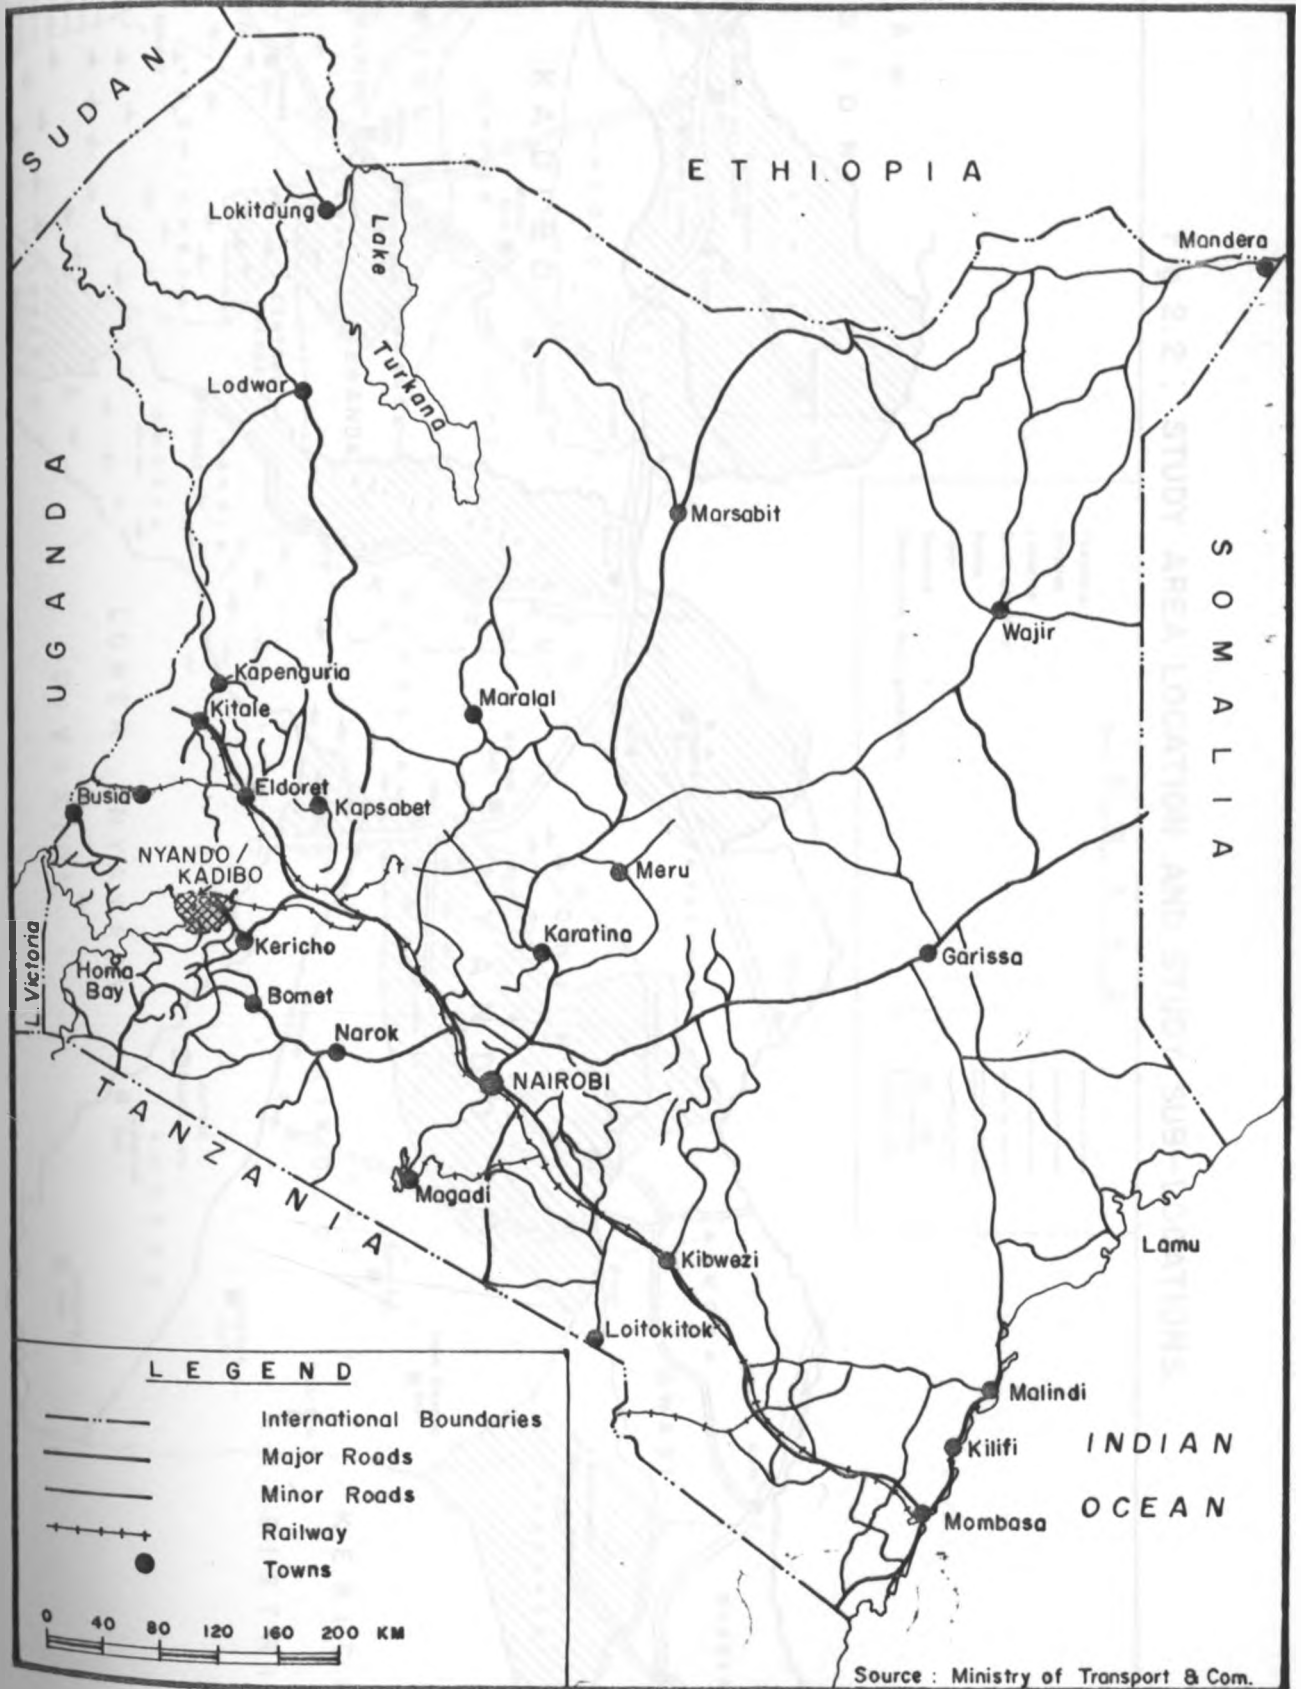 SUDAN
ETHIOPIA
Mandera
Lokitaung
Lake
Turkana
Lodwar
UGANDA
Marsabit
SOMALIA
Wajir
Kapenguria
Kitale
Maralal
Eldoret
Busia
Kapsabet
NYANDO /
KADIBO
Meru
Kericho
Karatina
Garissa
L. Victoria
Homa
Bay
Bomet
Narok
NAIROBI
TANZANIA
Magadi
Lamu
Kibwezi
Loitokitok
Malindi
Kilifi
INDIAN
OCEAN
Mombasa
LEGEND
International Boundaries
Major Roads
Minor Roads
Railway
Towns
0 40 80 120 160 200 KM
Source : Ministry of Transport & Com.